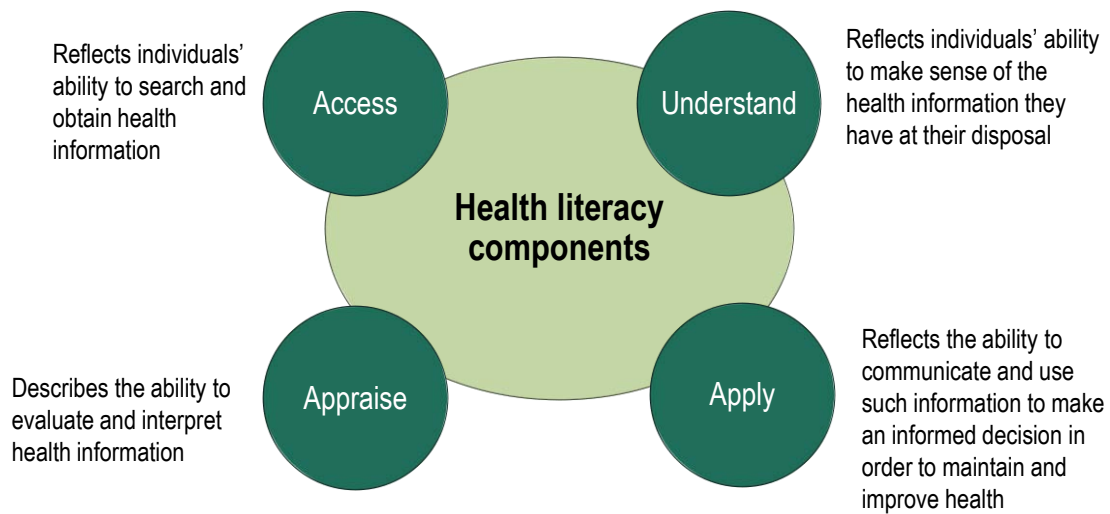 Reflects individuals’
ability to search and
obtain health
information
Access
Understand
Reflects individuals’ ability
to make sense of the
health information they
have at their disposal
Health literacy
components
Describes the ability to
evaluate and interpret
health information
Appraise
Apply
Reflects the ability to
communicate and use
such information to make
an informed decision in
order to maintain and
improve health